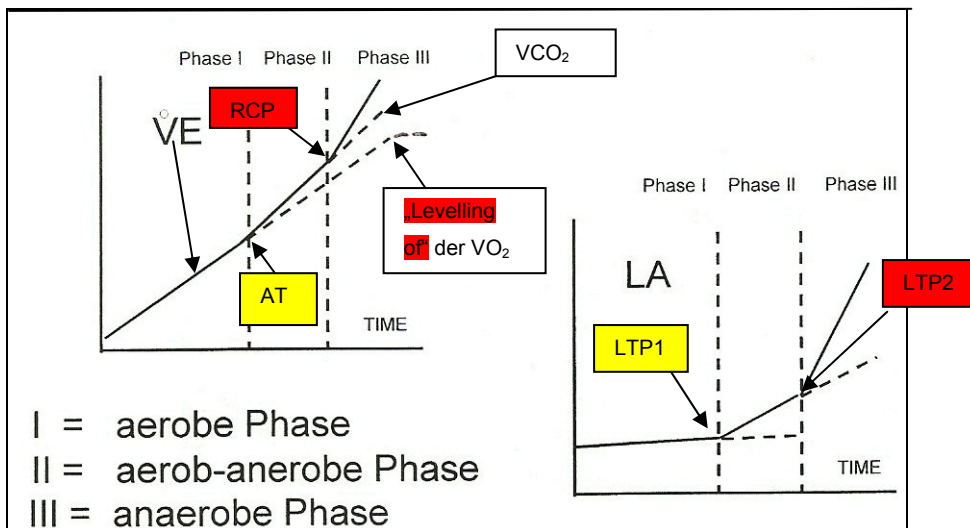 Phase I Phase II Phase III
VCO₂
RCP
V̊E
„Levelling
of“ der VO₂
AT
TIME
Phase I Phase II Phase III
LA
LTP2
LTP1
TIME
I = aerobe Phase
II = aerob-anerobe Phase
III = anaerobe Phase